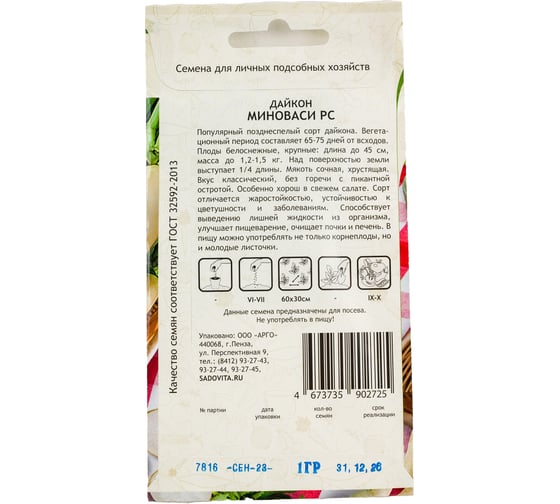 Семена для личных подсобных хозяйств
ДАЙКОН
МИНОВАСИ РС
Популярный позднеспелый сорт дайкона. Вегета-
ционный период составляет 65-75 дней от всходов.
Плоды белоснежные, крупные: длина до 45 см,
масса до 1,2-1,5 кг. Над поверхностью земли
выступает 1/4 длины. Мякоть сочная, хрустящая.
Вкус классический, без горечи с пикантной
остротой. Особенно хорош в свежем салате. Сорт
отличается жаростойкостью, устойчивостью к
цветушности и заболеваниям. Способствует
выведению лишней жидкости из организма,
улучшает пищеварение, очищает почки и печень. В
пищу можно употреблять не только корнеплоды, но
и молодые листочки.
- VI-VII 60х30см - IX-X
Данные семена предназначены для посева.
Не употреблять в пищу!
Качество семян соответствует ГОСТ 32592-2013
Упаковано: ООО «АРГО»
440068, г.Пенза,
ул. Перспективная 9,
тел.: (8412) 93-27-43,
93-27-44, 93-27-45,
SADOVITA.RU
4 673735 902725
№ партии дата упаковки кол-во семян срок реализации
7816 -СЕН-23- 1ГР 31,12,26